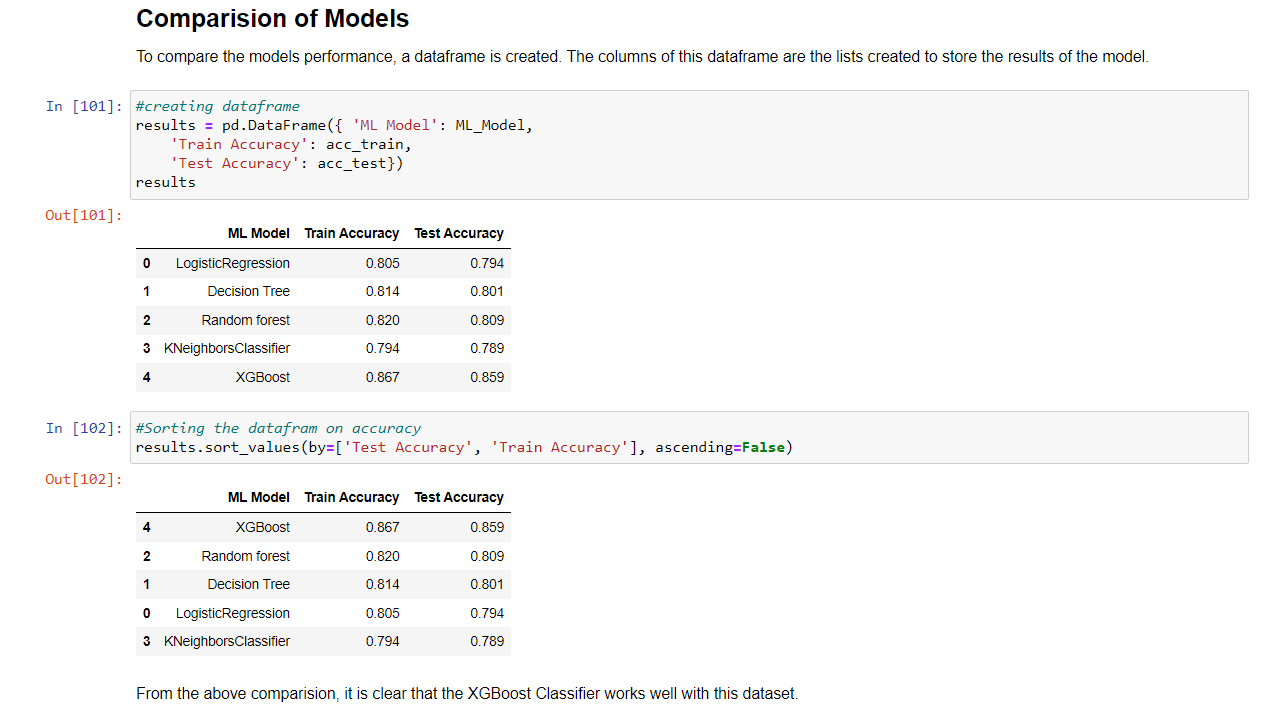 Comparision of Models
To compare the models performance, a dataframe is created. The columns of this dataframe are the lists created to store the results of the model.
In [101]: #creating dataframe
results = pd.DataFrame({ 'ML Model': ML_Model,
'Train Accuracy': acc_train,
'Test Accuracy': acc_test})
results
Out[101]:
ML Model Train Accuracy Test Accuracy
0 LogisticRegression 0.805 0.794
1 Decision Tree 0.814 0.801
2 Random forest 0.820 0.809
3 KNeighborsClassifier 0.794 0.789
4 XGBoost 0.867 0.859
In [102]: #Sorting the datafram on accuracy
results.sort_values(by=['Test Accuracy', 'Train Accuracy'], ascending=False)
Out[102]:
ML Model Train Accuracy Test Accuracy
4 XGBoost 0.867 0.859
2 Random forest 0.820 0.809
1 Decision Tree 0.814 0.801
0 LogisticRegression 0.805 0.794
3 KNeighborsClassifier 0.794 0.789
From the above comparision, it is clear that the XGBoost Classifier works well with this dataset.